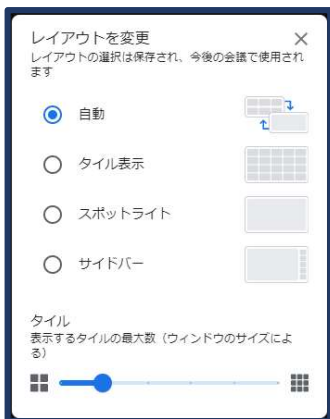 レイアウトを変更
レイアウトの選択は保存され、今後の会議で使用され
ます
自動
タイル表示
スポットライト
サイドバー
タイル
表示するタイルの最大数（ウィンドウのサイズによ
る）